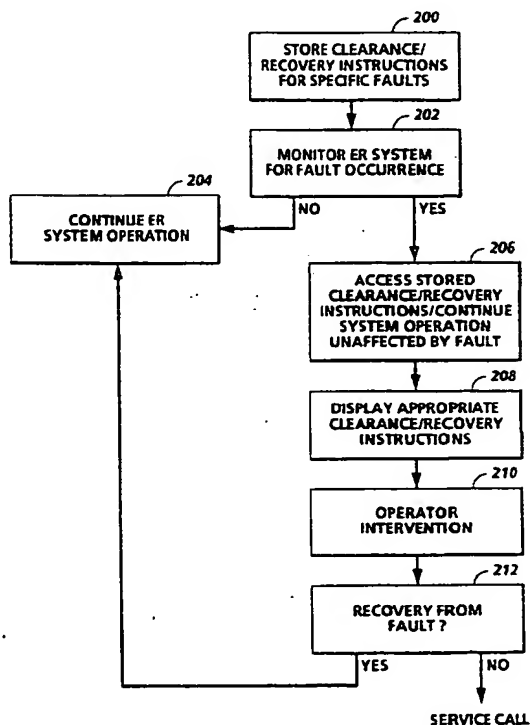 200
STORE CLEARANCE/
RECOVERY INSTRUCTIONS
FOR SPECIFIC FAULTS
202
MONITOR ER SYSTEM
FOR FAULT OCCURRENCE
NO
YES
204
CONTINUE ER
SYSTEM OPERATION
206
ACCESS STORED
CLEARANCE/RECOVERY
INSTRUCTIONS/CONTINUE
SYSTEM OPERATION
UNAFFECTED BY FAULT
208
DISPLAY APPROPRIATE
CLEARANCE/RECOVERY
INSTRUCTIONS
210
OPERATOR
INTERVENTION
212
RECOVERY FROM
FAULT ?
YES
NO
SERVICE CALL